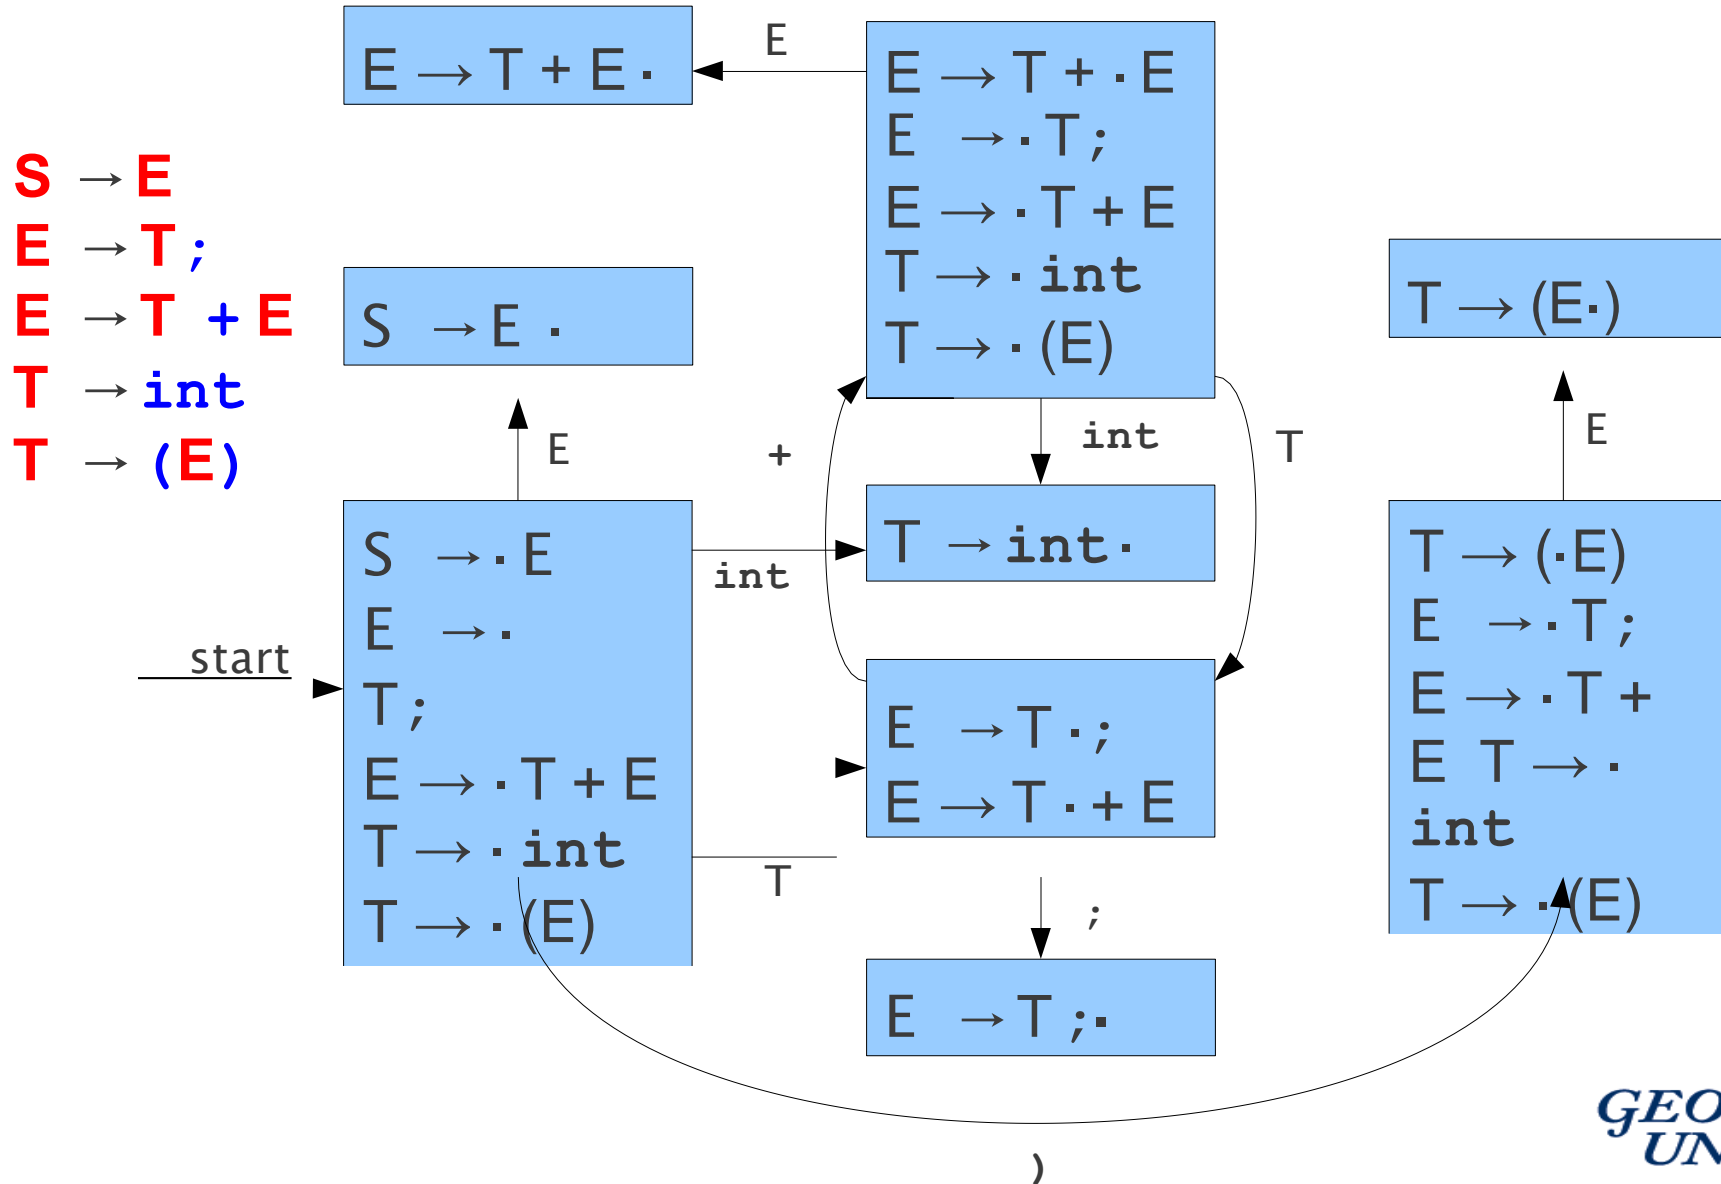 S → E
E → T ;
E → T + E
T → int
T → (E)
E → T + E ·
E
E → T + · E
E → · T ;
E → · T + E
T → · int
T → · (E)
S → E ·
E
+
int
T
T → (E·)
E
start
S → · E
E → ·
T ;
E → · T + E
T → · int
T → · (E)
int
T → int ·
T
E → T · ;
E → T · + E
;
E → T ; ·
T → (·E)
E → · T ;
E → · T +
E T → ·
int
T → · (E)
)
GEO
UN